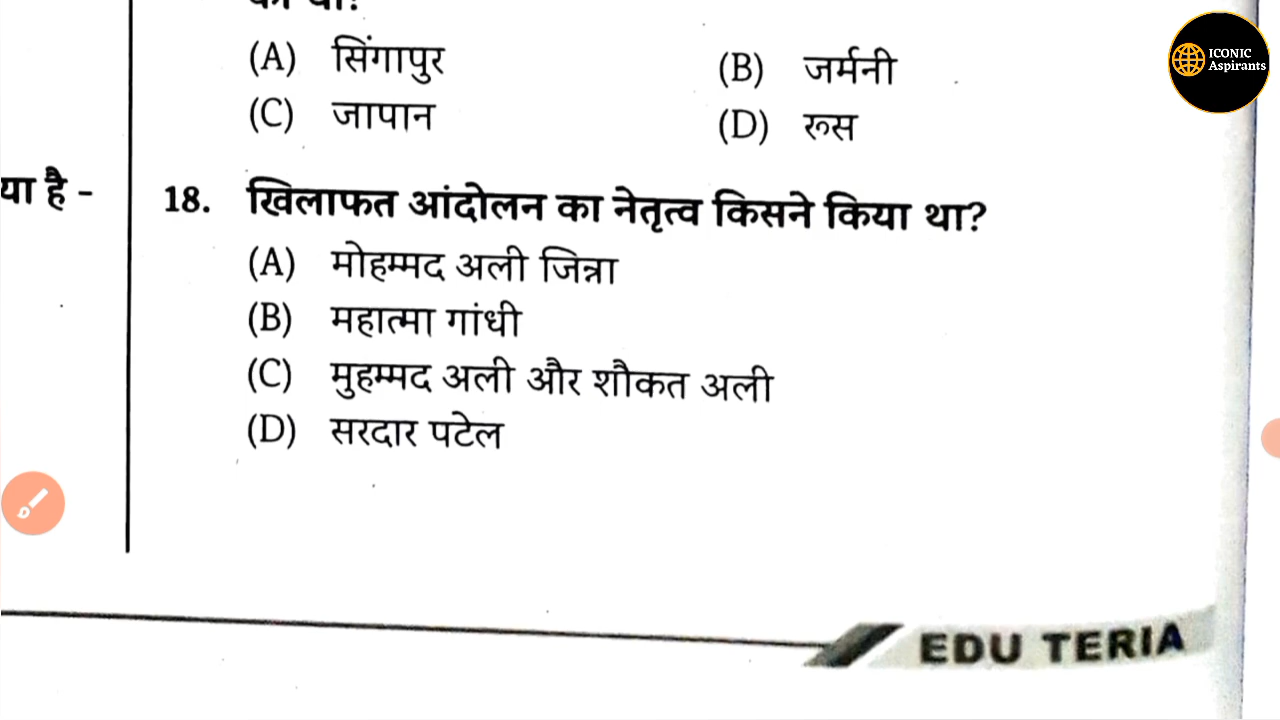 ICONIC
Aspirants
(A) सिंगापुर (B) जर्मनी
(C) जापान (D) रूस
या है -
18. खिलाफत आंदोलन का नेतृत्व किसने किया था?
(A) मोहम्मद अली जिन्ना
(B) महात्मा गांधी
(C) मुहम्मद अली और शौकत अली
(D) सरदार पटेल
EDU TERIA